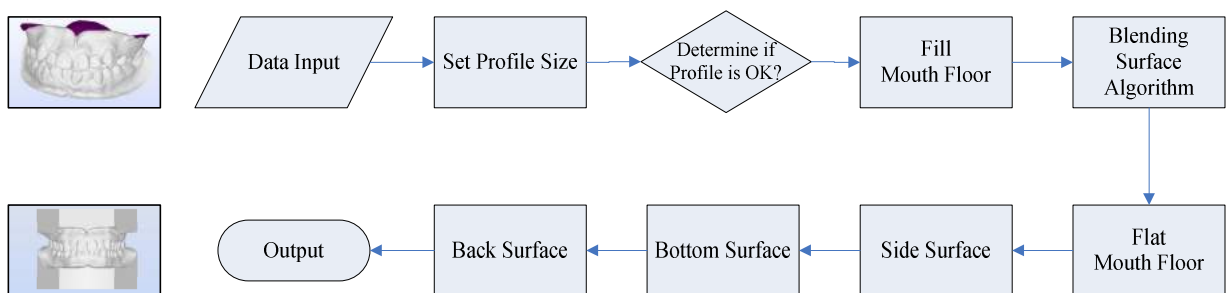 Data Input
Set Profile Size
Determine if
Profile is OK?
Fill
Mouth Floor
Blending
Surface
Algorithm
Output
Back Surface
Bottom Surface
Side Surface
Flat
Mouth Floor